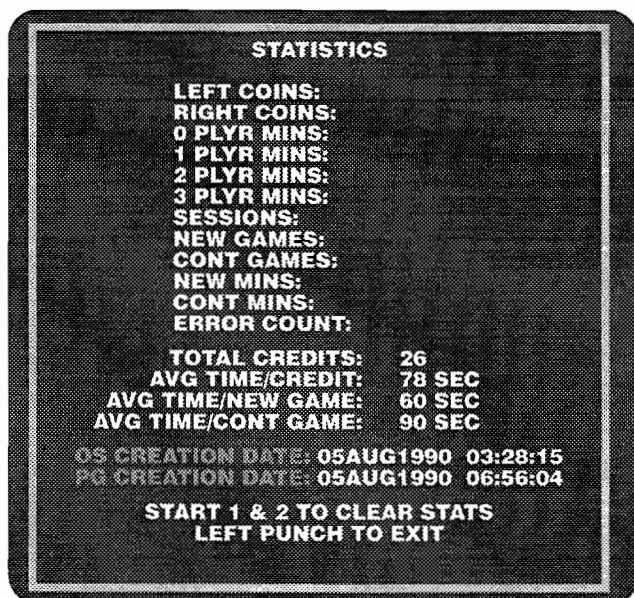 STATISTICS
LEFT COINS:
RIGHT COINS:
0 PLYR MINS:
1 PLYR MINS:
2 PLYR MINS:
3 PLYR MINS:
SESSIONS:
NEW GAMES:
CONT GAMES:
NEW MINS:
CONT MINS:
ERROR COUNT:
TOTAL CREDITS: 26
AVG TIME/CREDIT: 78 SEC
AVG TIME/NEW GAME: 60 SEC
AVG TIME/CONT GAME: 90 SEC
OS CREATION DATE: 05AUG1990 03:28:15
PG CREATION DATE: 05AUG1990 06:56:04
START 1 & 2 TO CLEAR STATS
LEFT PUNCH TO EXIT